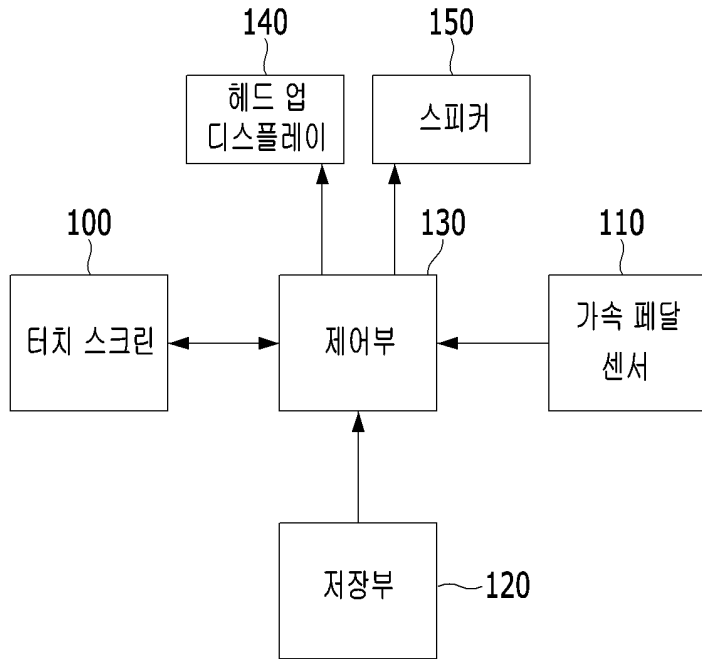 140
150
헤드 업
디스플레이
스피커
100
130
110
터치 스크린
제어부
가속 페달
센서
저장부
120